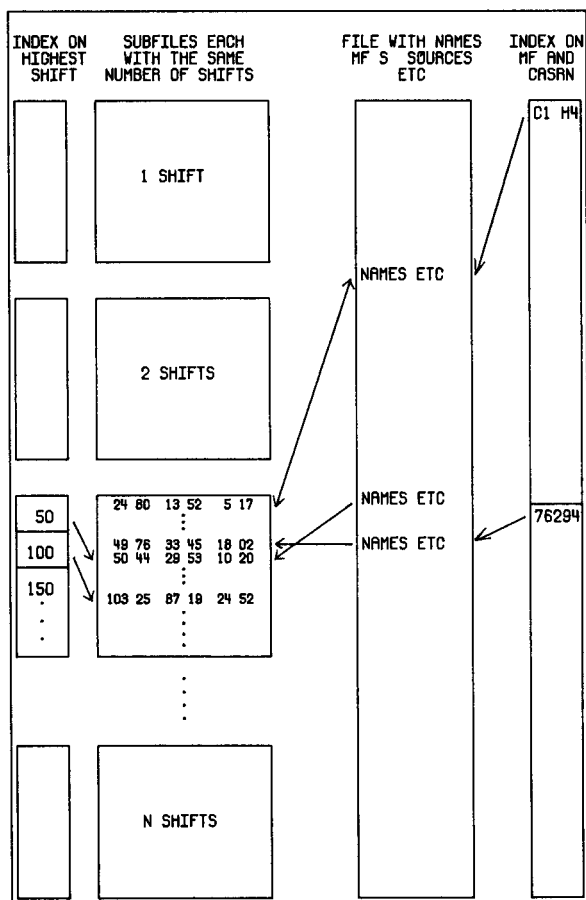 INDEX ON
HIGHEST
SHIFT
SUBFILES EACH
WITH THE SAME
NUMBER OF SHIFTS
FILE WITH NAMES
MF S SOURCES
ETC
INDEX ON
MF AND
CASRN
C1 H4
1 SHIFT
NAMES ETC
2 SHIFTS
50
100
150
24 80 13 52 5 17
49 76 33 45 18 02
50 44 29 53 10 20
103 25 87 19 24 52
NAMES ETC
NAMES ETC
76294
N SHIFTS